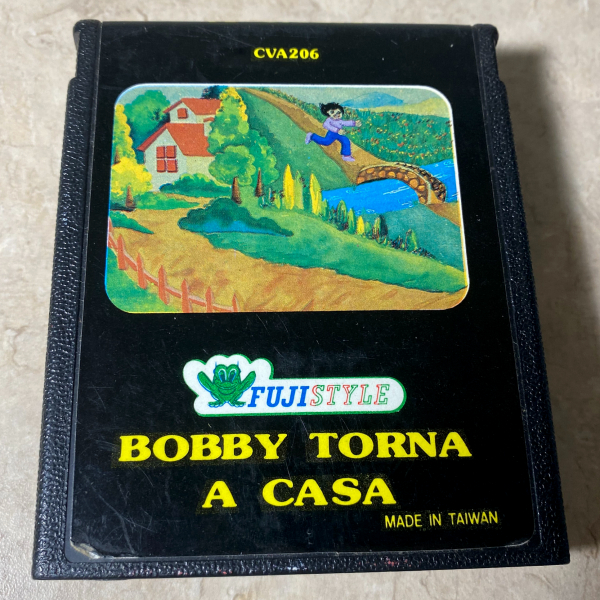 CVA206
FUJISTYLE
BOBBY TORNA
A CASA
MADE IN TAIWAN